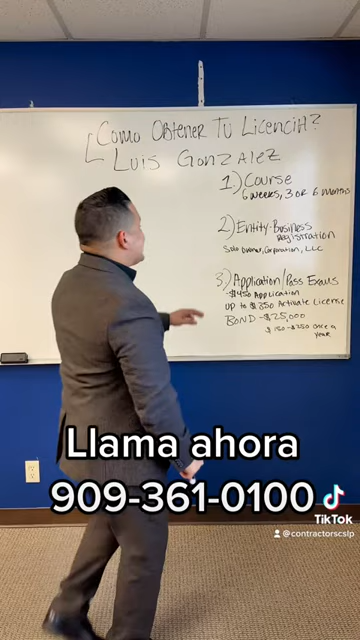 ¿Como Obtener Tu Licencia?
Luis Gonzalez
1.) Course
6 weeks, 3 or 6 months
2) Entity-Business
Registration
Sole Owner, Corporation, LLC
3) Application/Pass Exams
-$450 Application
up to $350 Activate License
Bond -$25,000
$150-$250 once a
year
Llama ahora
909-361-0100
TikTok
@contractorscslp